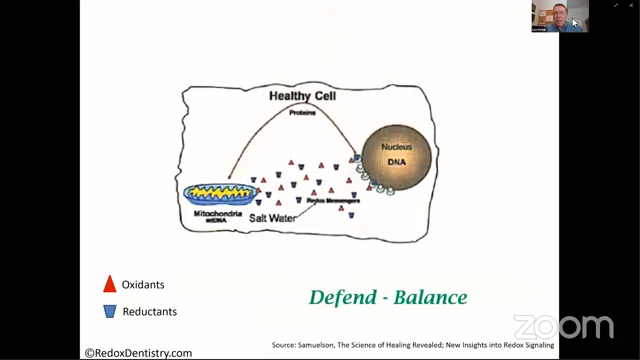 Healthy Cell
Proteins
Nucleus
DNA
Mitochondria
mtDNA
Salt Water
Redox Messengers
Oxidants
Reductants
Defend - Balance
zoom
Source: Samuelson, The Science of Healing Revealed; New Insights into Redox Signaling
©RedoxDentistry.com